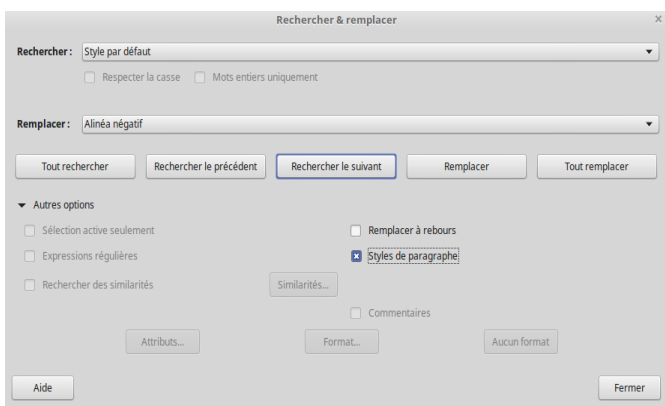 Rechercher & remplacer x
Rechercher : Style par défaut
Respecter la casse Mots entiers uniquement
Remplacer : Alinéa négatif
Tout rechercher Rechercher le précédent Rechercher le suivant Remplacer Tout remplacer
Autres options
Sélection active seulement Remplacer à rebours
Expressions régulières Styles de paragraphe
Rechercher des similarités Similarités...
Commentaires
Attributs... Format... Aucun format
Aide Fermer